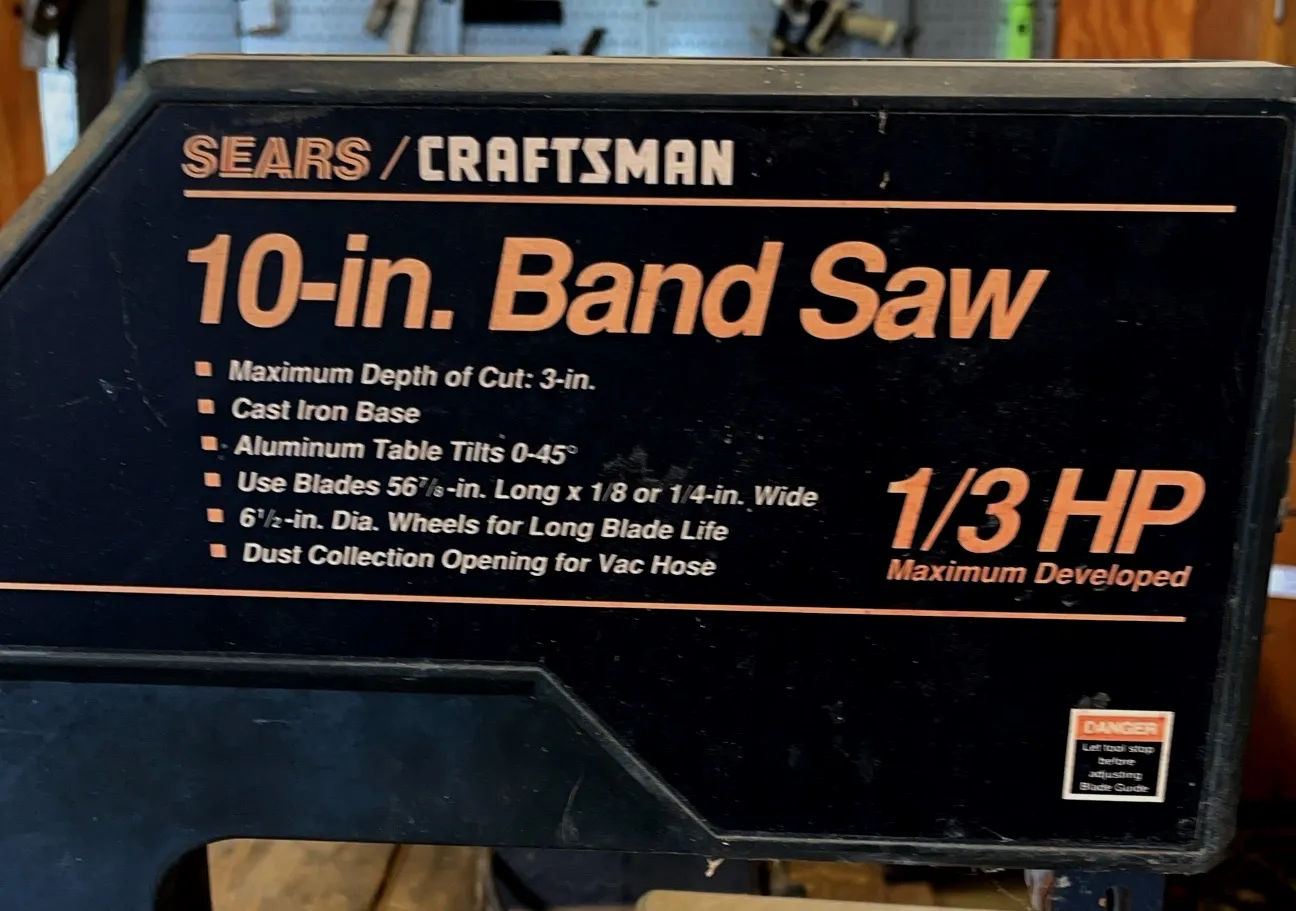 SEARS / CRAFTSMAN
10-in. Band Saw
■ Maximum Depth of Cut: 3-in.
■ Cast Iron Base
■ Aluminum Table Tilts 0-45°
■ Use Blades 56⁷/₈-in. Long x 1/8 or 1/4-in. Wide
■ 6¹/₂-in. Dia. Wheels for Long Blade Life
■ Dust Collection Opening for Vac Hose
1/3 HP
Maximum Developed
DANGER
Let tool stop
before
adjusting
Blade Guide